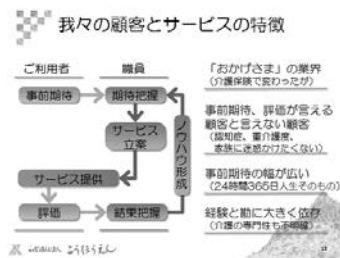 我々の顧客とサービスの特徴
ご利用者
職員
事前期待
期待把握
サービス
立案
ノウハウ形成
サービス提供
評価
結果把握
「おかげさま」の業界
(介護保険で変わったが)
事前期待、評価が言える
顧客と言えない顧客
(認知症、重介護度、
家族に迷惑かけたくない)
事前期待の幅が広い
(24時間365日人生そのもの)
経験と勘に大きく依存
(介護の専門性も不明確)
こうほうえん